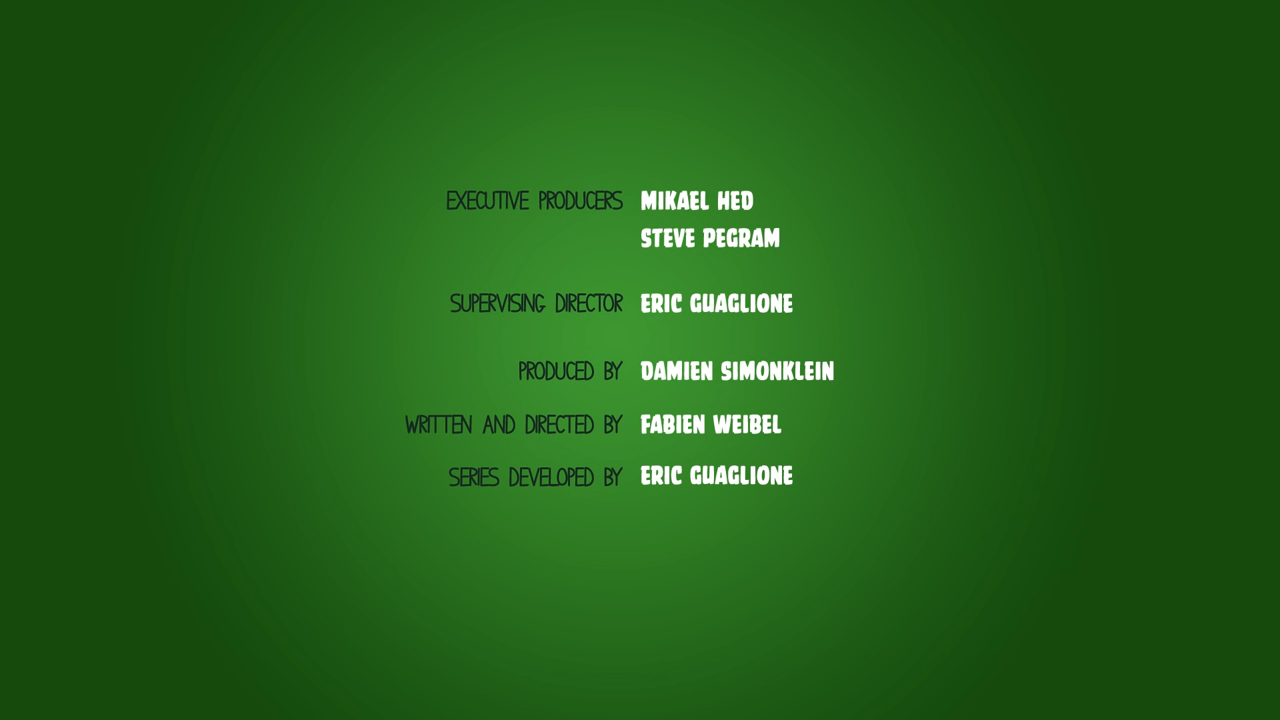 EXECUTIVE PRODUCERS MIKAEL HED
STEVE PEGRAM
SUPERVISING DIRECTOR ERIC GUAGLIONE
PRODUCED BY DAMIEN SIMONKLEIN
WRITTEN AND DIRECTED BY FABIEN WEIBEL
SERIES DEVELOPED BY ERIC GUAGLIONE